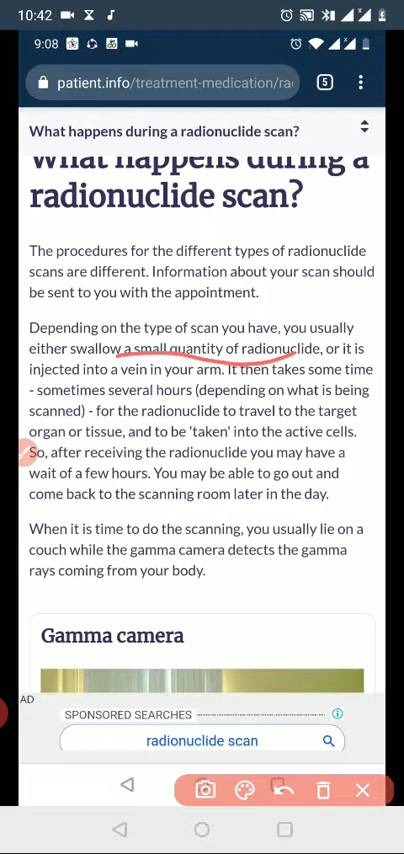 10:42
9:08
patient.info/treatment-medication/ra
5
What happens during a radionuclide scan?
What happens during a
radionuclide scan?
The procedures for the different types of radionuclide
scans are different. Information about your scan should
be sent to you with the appointment.
Depending on the type of scan you have, you usually
either swallow a small quantity of radionuclide, or it is
injected into a vein in your arm. It then takes some time
- sometimes several hours (depending on what is being
scanned) - for the radionuclide to travel to the target
organ or tissue, and to be 'taken' into the active cells.
So, after receiving the radionuclide you may have a
wait of a few hours. You may be able to go out and
come back to the scanning room later in the day.
When it is time to do the scanning, you usually lie on a
couch while the gamma camera detects the gamma
rays coming from your body.
Gamma camera
AD
SPONSORED SEARCHES
radionuclide scan